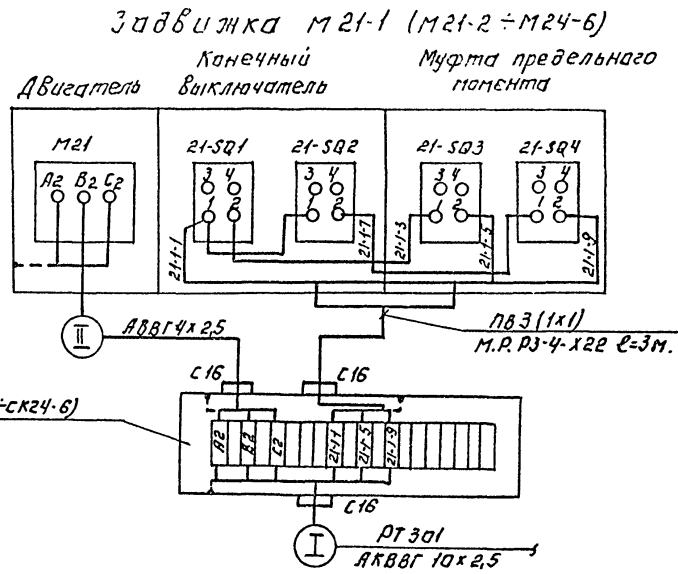 Задвижка М21-1 (М21-2÷М24-6)
Двигатель
Конечный выключатель
Муфта предельного момента
М21
21-SQ1
21-SQ2
21-SQ3
21-SQ4
А2 В2 С2
3 4
1 2
3 4
1 2
3 4
1 2
3 4
1 2
21-1-1
21-1-7
21-1-3
21-1-5
21-1-9
II
АВВГ 4х2,5
ПВ3 (1х1)
М.Р. РЗ-4-Х22 ℓ=3м.
С16
С16
÷СК24-6)
А2
В2
С2
21-1-1
21-1-5
21-1-9
С16
I
РТ301
АКВВГ 10х2,5